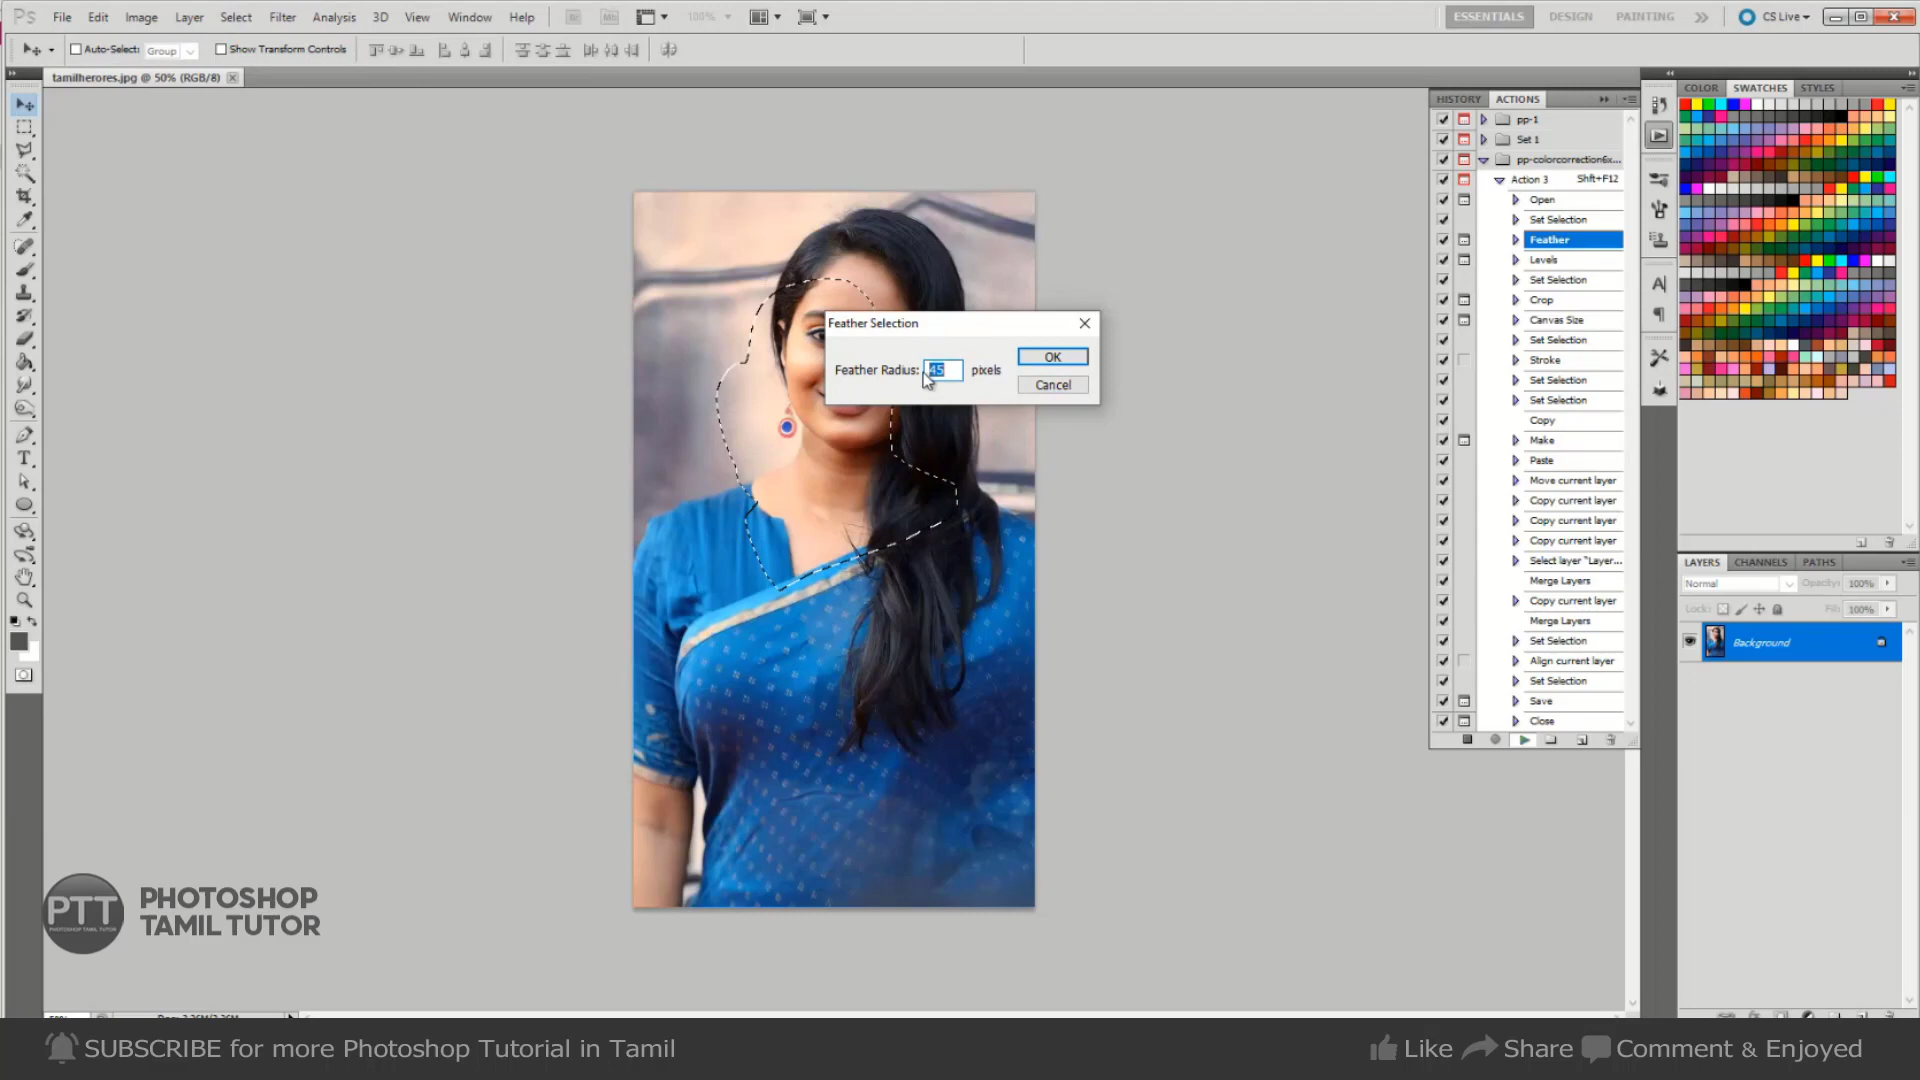 Ps File Edit Image Layer Select Filter Analysis 3D View Window Help Br Mb 100% ESSENTIALS DESIGN PAINTING CS Live
Auto-Select: Group Show Transform Controls
tamilherores.jpg @ 50% (RGB/8)
HISTORY ACTIONS
pp-1
Set 1
pp-colorcorrection6x...
Action 3 Shft+F12
Open
Set Selection
Feather
Levels
Set Selection
Crop
Canvas Size
Set Selection
Stroke
Set Selection
Set Selection
Copy
Make
Paste
Move current layer
Copy current layer
Copy current layer
Copy current layer
Select layer "Layer...
Merge Layers
Copy current layer
Merge Layers
Set Selection
Align current layer
Set Selection
Save
Close
COLOR SWATCHES STYLES
LAYERS CHANNELS PATHS
Normal Opacity: 100%
Lock: Fill: 100%
Background
Feather Selection
Feather Radius: 45 pixels
OK
Cancel
PTT
PHOTOSHOP TAMIL TUTOR
PHOTOSHOP
TAMIL TUTOR
SUBSCRIBE for more Photoshop Tutorial in Tamil
Like Share Comment & Enjoyed